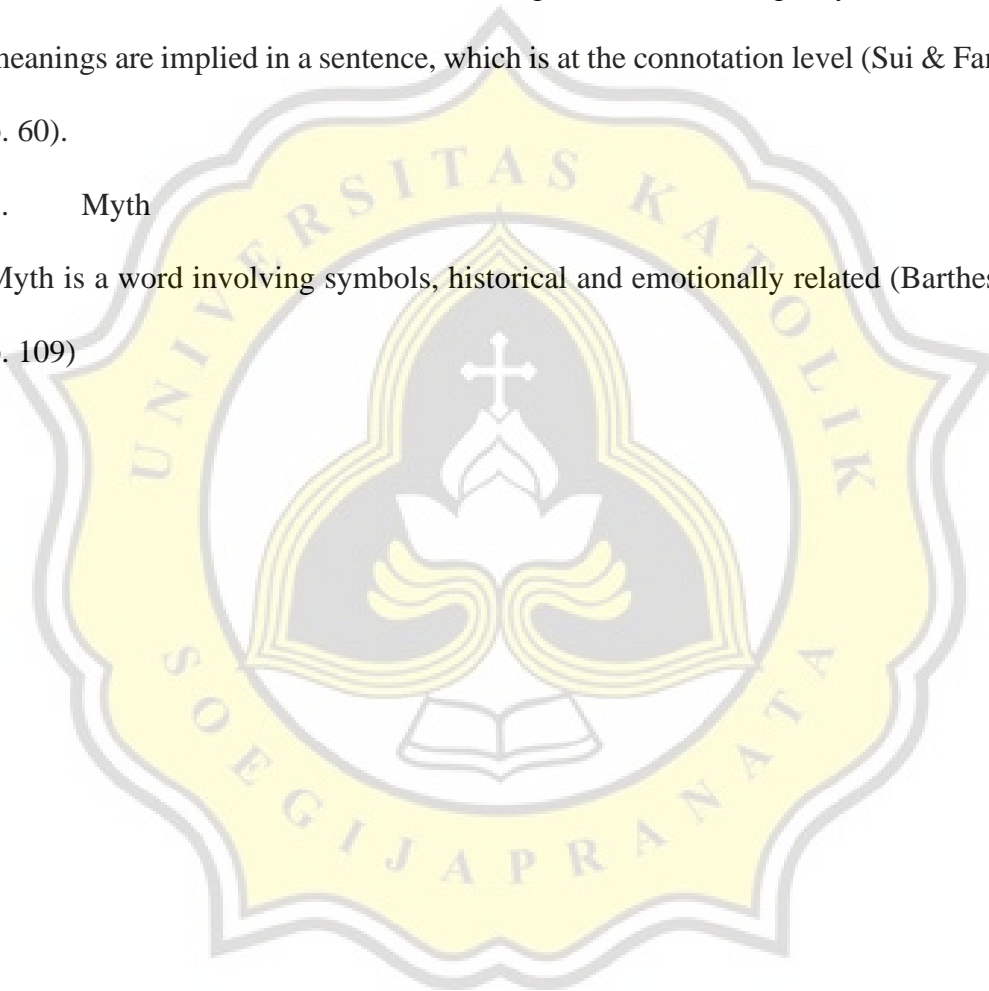 meanings are implied in a sentence, which is at the connotation level (Sui & Fan
p. 60).
. Myth
Myth is a word involving symbols, historical and emotionally related (Barthes
p. 109)
UNIVERSITAS KATOLIK
SOEGIJAPRANATA